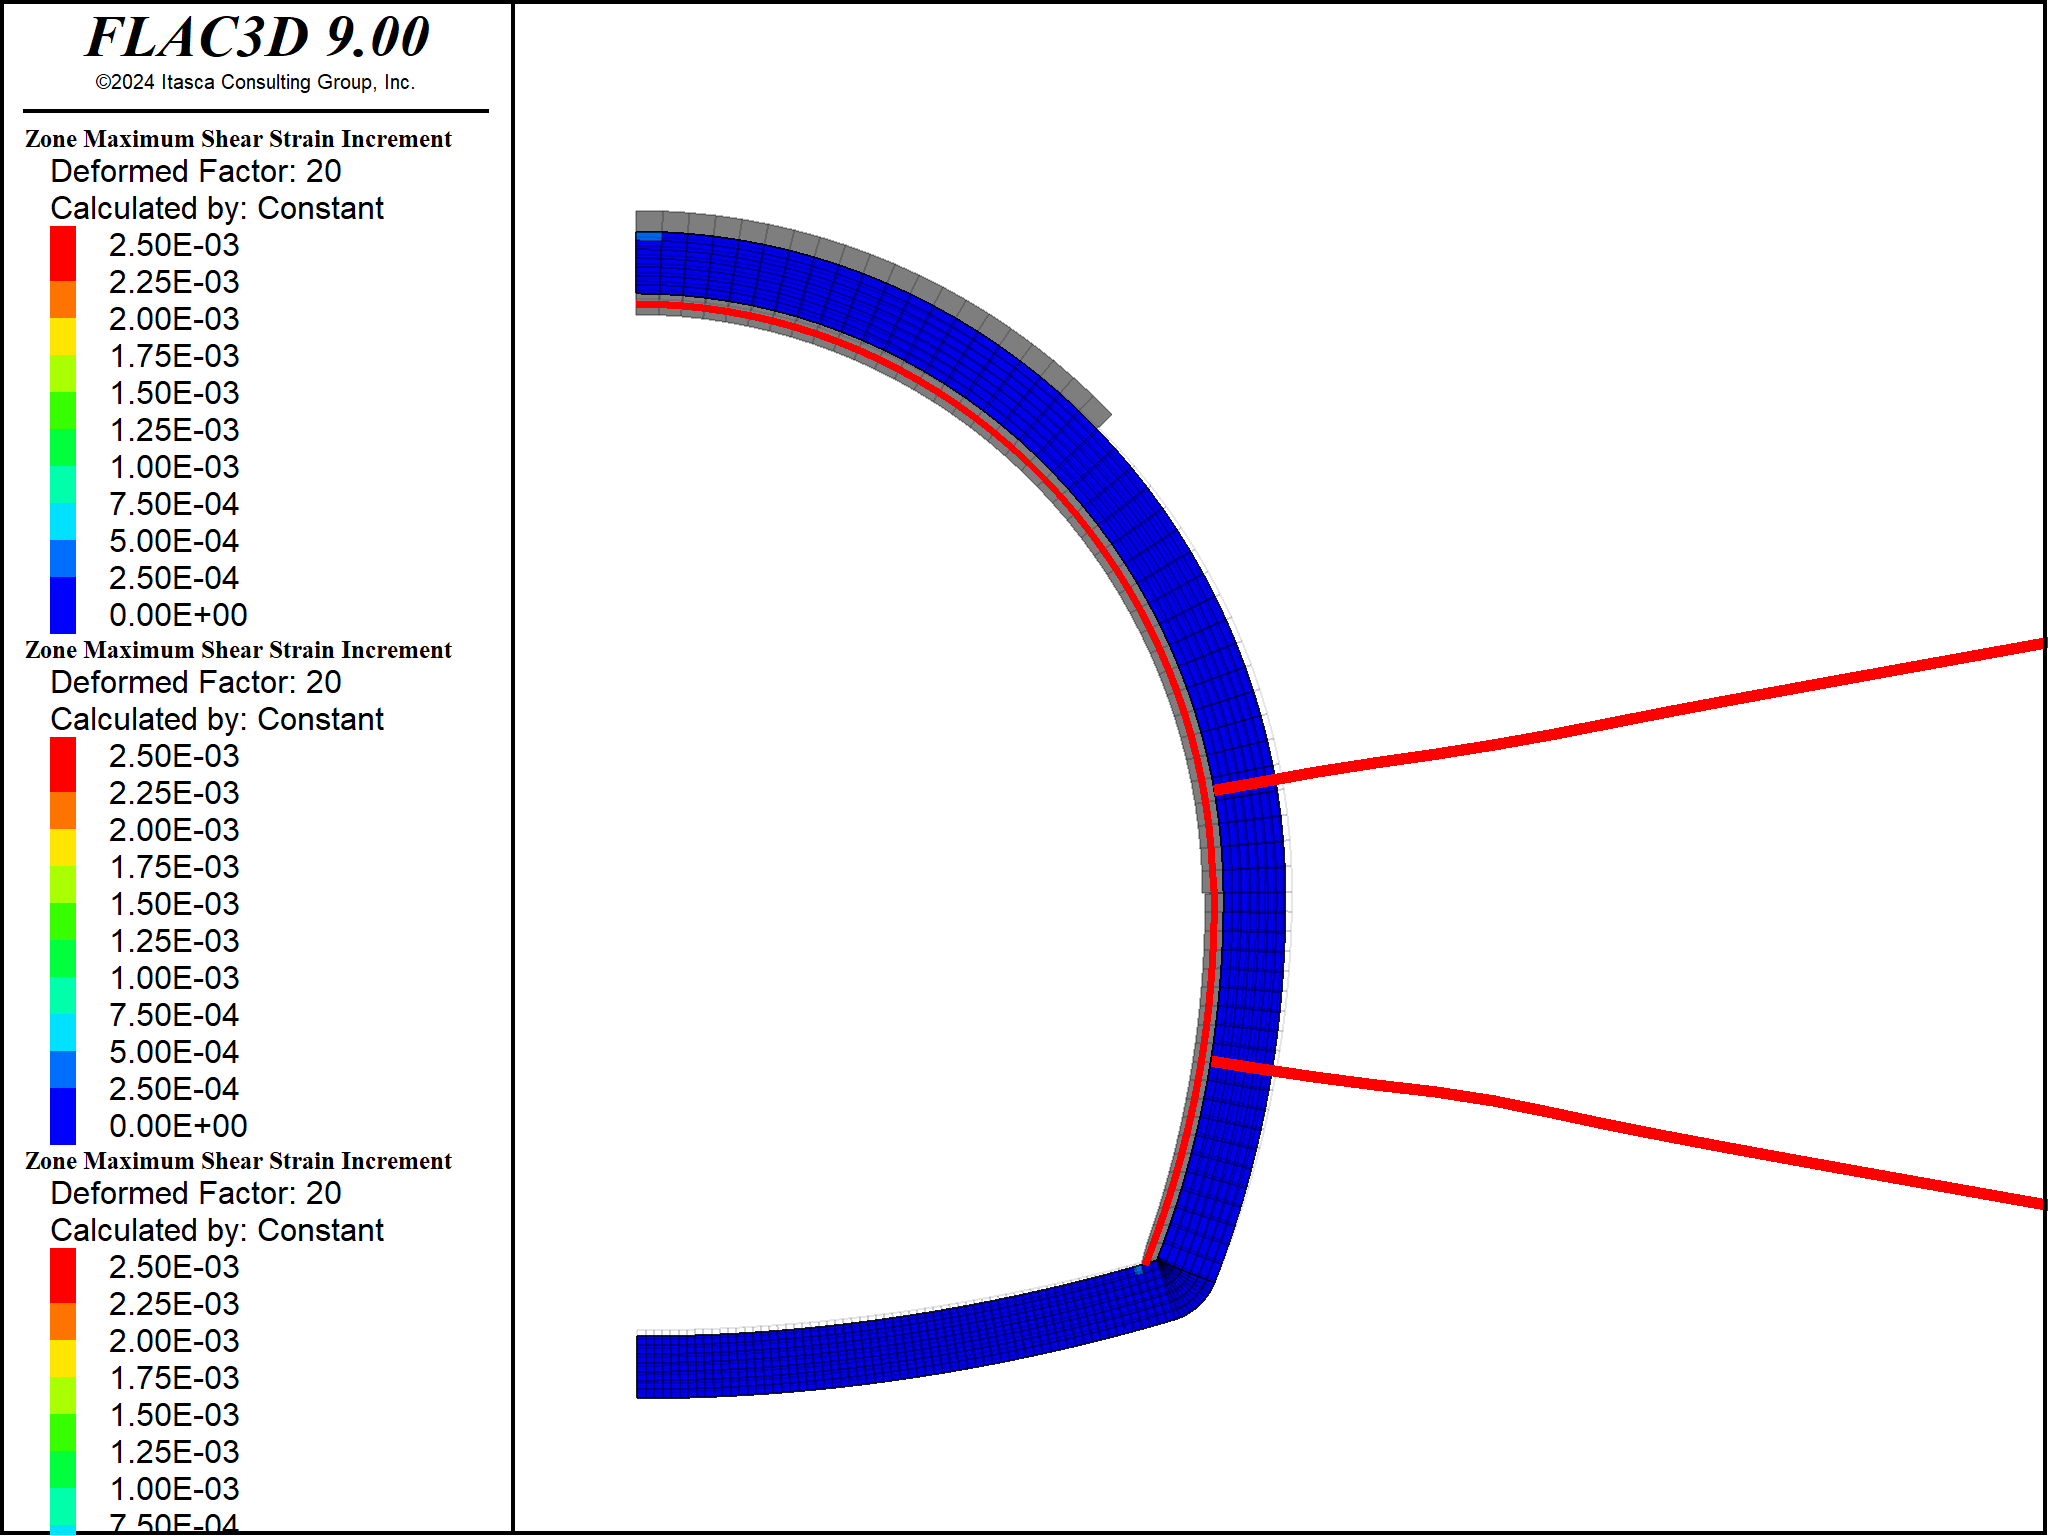 FLAC3D 9.00
©2024 Itasca Consulting Group, Inc.
Zone Maximum Shear Strain Increment
Deformed Factor: 20
Calculated by: Constant
2.50E-03
2.25E-03
2.00E-03
1.75E-03
1.50E-03
1.25E-03
1.00E-03
7.50E-04
5.00E-04
2.50E-04
0.00E+00
Zone Maximum Shear Strain Increment
Deformed Factor: 20
Calculated by: Constant
2.50E-03
2.25E-03
2.00E-03
1.75E-03
1.50E-03
1.25E-03
1.00E-03
7.50E-04
5.00E-04
2.50E-04
0.00E+00
Zone Maximum Shear Strain Increment
Deformed Factor: 20
Calculated by: Constant
2.50E-03
2.25E-03
2.00E-03
1.75E-03
1.50E-03
1.25E-03
1.00E-03
7.50E-04